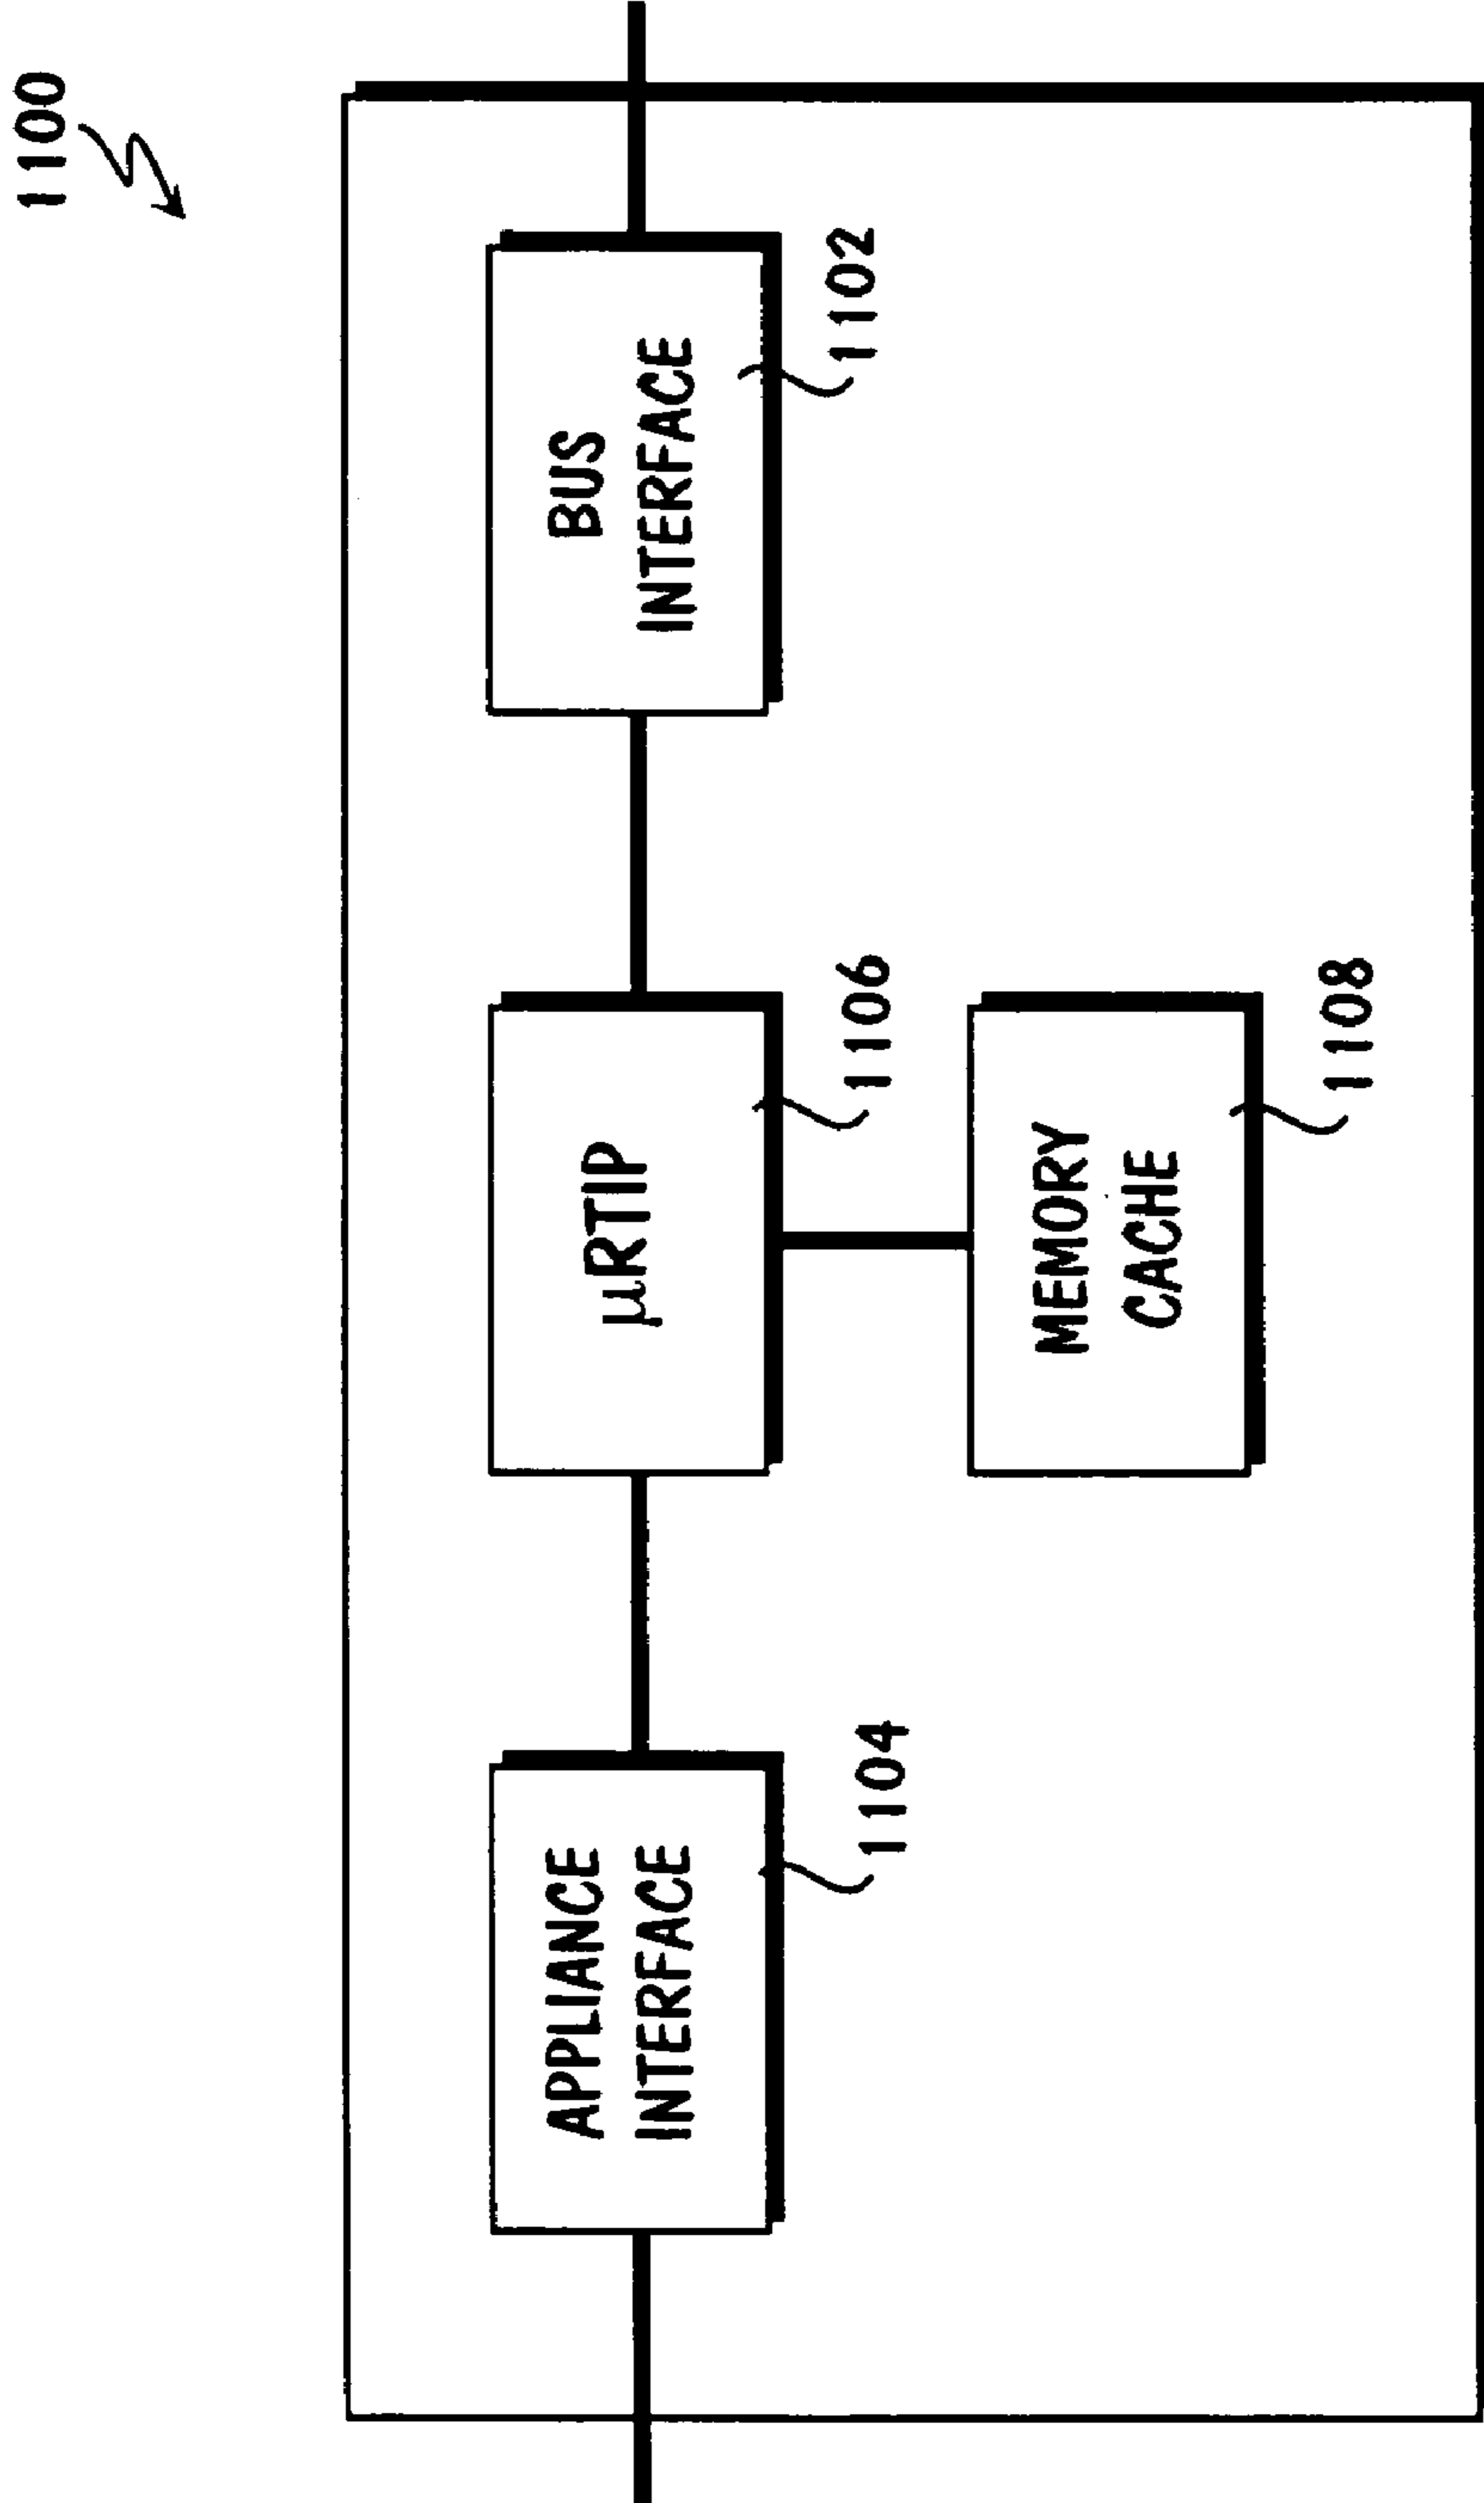 1100
APPLIANCE
INTERFACE
1104
μRTIP
1106
BUS
INTERFACE
1102
MEMORY
CACHE
1108